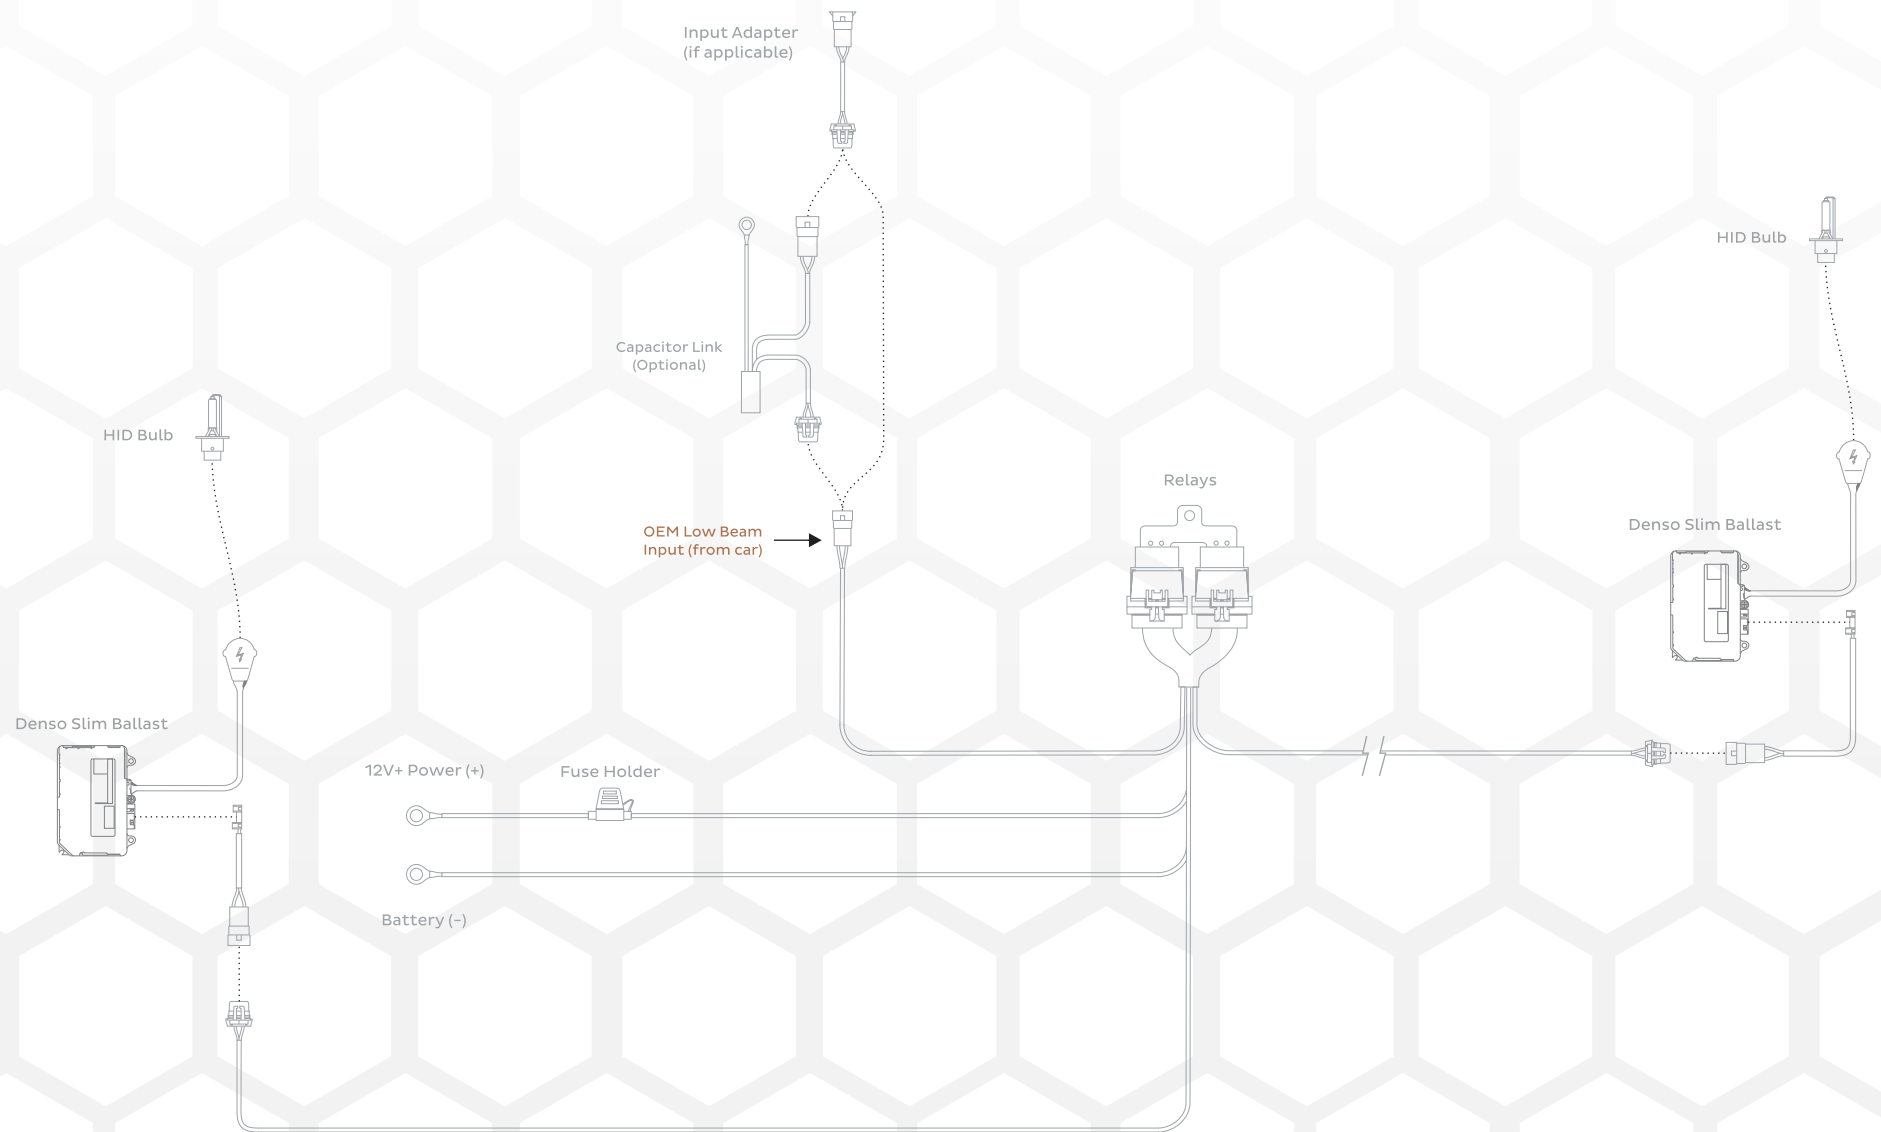 Input Adapter
(if applicable)
HID Bulb
Capacitor Link
(Optional)
HID Bulb
Relays
OEM Low Beam
Input (from car)
Denso Slim Ballast
Denso Slim Ballast
12V+ Power (+)
Fuse Holder
Battery (-)